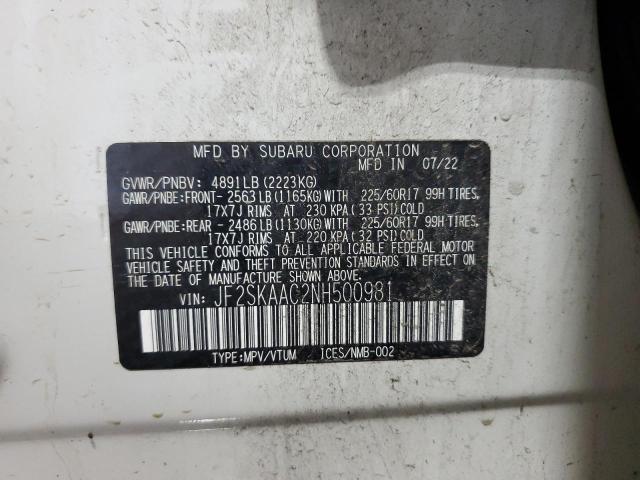 MFD BY SUBARU CORPORATION
MFD IN 07/22
GVWR/PNBV: 4891LB (2223KG)
GAWR/PNBE:FRONT- 2563LB (1165KG)WITH 225/60R17 99H TIRES,
17X7J RIMS AT 230 KPA (33 PSI)COLD
GAWR/PNBE:REAR - 2486LB (1130KG)WITH 225/60R17 99H TIRES,
17X7J RIMS AT 220 KPA (32 PSI)COLD
THIS VEHICLE CONFORMS TO ALL APPLICABLE FEDERAL MOTOR
VEHICLE SAFETY AND THEFT PREVENTION STANDARDS IN EFFECT ON
THE DATE OF MANUFACTURE SHOWN ABOVE.
VIN: JF2SKAAC2NH500981
TYPE:MPV/VTUM ICES/NMB-002